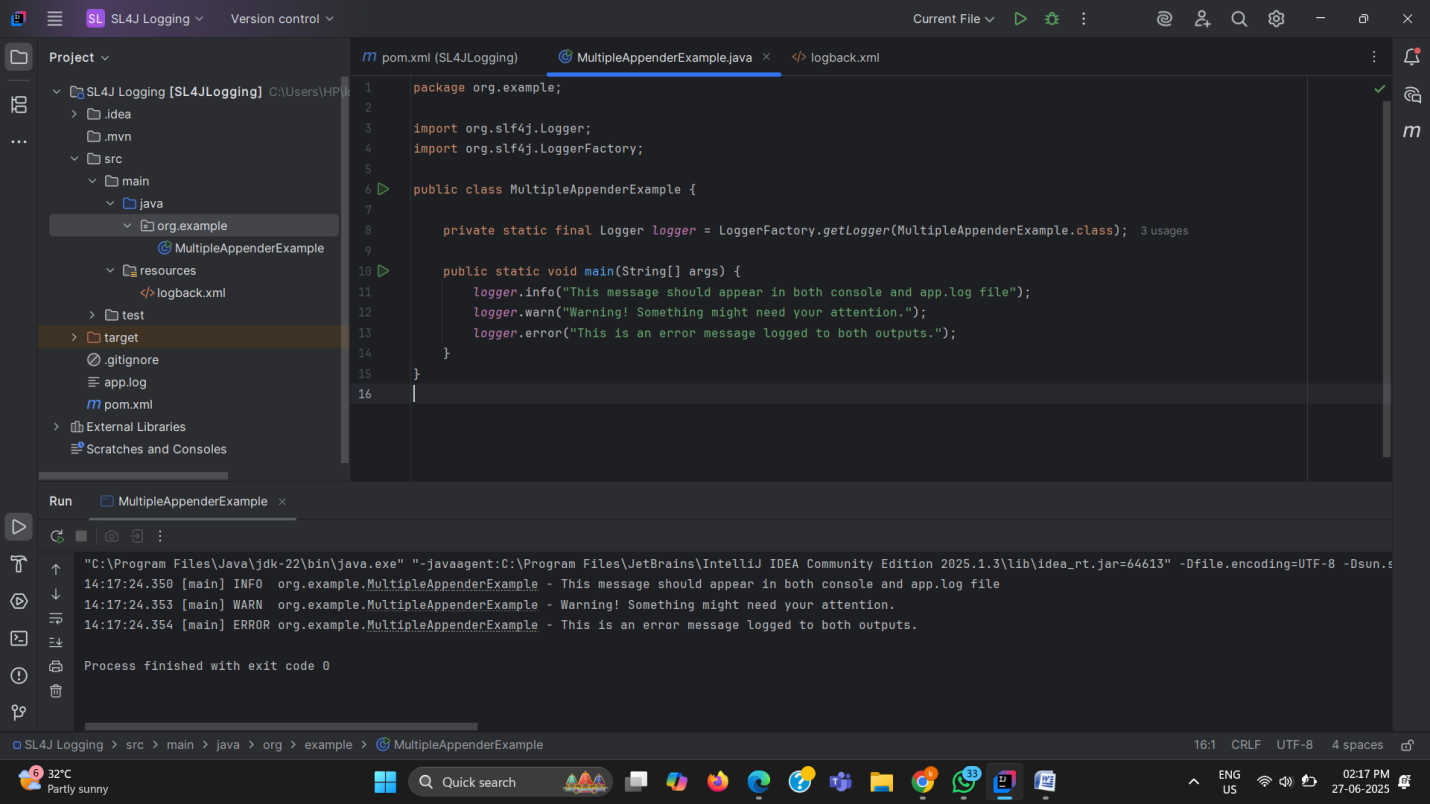 SL SL4J Logging Version control Current File
Project
pom.xml (SL4JLogging) MultipleAppenderExample.java logback.xml
SL4J Logging [SL4JLogging] C:\Users\HP\
.idea
.mvn
src
main
java
org.example
MultipleAppenderExample
resources
logback.xml
test
target
.gitignore
app.log
pom.xml
External Libraries
Scratches and Consoles
1 package org.example;
2
3 import org.slf4j.Logger;
4 import org.slf4j.LoggerFactory;
5
6 public class MultipleAppenderExample {
7
8 private static final Logger logger = LoggerFactory.getLogger(MultipleAppenderExample.class); 3 usages
9
10 public static void main(String[] args) {
11 logger.info("This message should appear in both console and app.log file");
12 logger.warn("Warning! Something might need your attention.");
13 logger.error("This is an error message logged to both outputs.");
14 }
15 }
16
Run MultipleAppenderExample
"C:\Program Files\Java\jdk-22\bin\java.exe" "-javaagent:C:\Program Files\JetBrains\IntelliJ IDEA Community Edition 2025.1.3\lib\idea_rt.jar=64613" -Dfile.encoding=UTF-8 -Dsun.s
14:17:24.350 [main] INFO  org.example.MultipleAppenderExample - This message should appear in both console and app.log file
14:17:24.353 [main] WARN  org.example.MultipleAppenderExample - Warning! Something might need your attention.
14:17:24.354 [main] ERROR org.example.MultipleAppenderExample - This is an error message logged to both outputs.
Process finished with exit code 0
SL4J Logging > src > main > java > org > example > MultipleAppenderExample 16:1 CRLF UTF-8 4 spaces
6 32°C
Partly sunny
Quick search
33
ENG
US
02:17 PM
27-06-2025